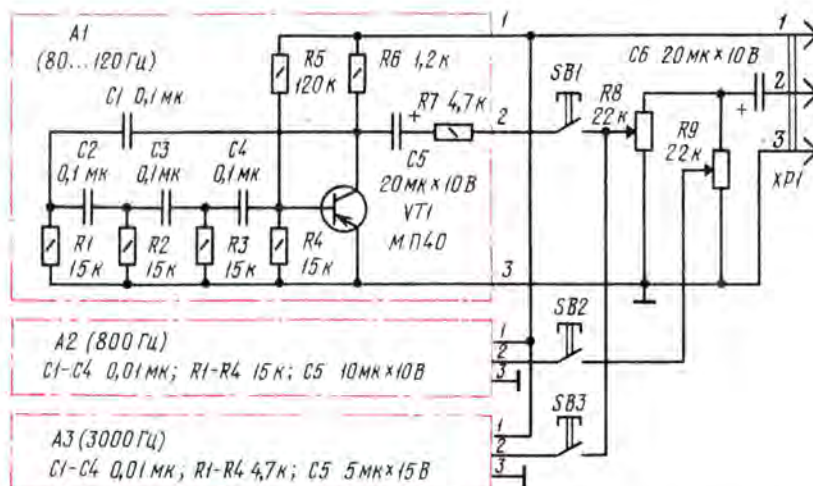 A1
(80...120 Гц)
C1 0,1 мк
C2
0,1 мк
C3
0,1 мк
C4
0,1 мк
R1
15 к
R2
15 к
R3
15 к
R4
15 к
R5
120 к
R6 1,2 к
R7 4,7 к
C5
20 мк × 10 В
VT1
МП40
1
2
3
SB1
R8
22 к
C6 20 мк × 10 В
R9
22 к
1
2
3
XP1
+
+
A2 (800 Гц)
C1-C4 0,01 мк; R1-R4 15 к; C5 10 мк × 10 В
1
2
3
SB2
A3 (3000 Гц)
C1-C4 0,01 мк; R1-R4 4,7 к; C5 5 мк × 15 В
1
2
3
SB3